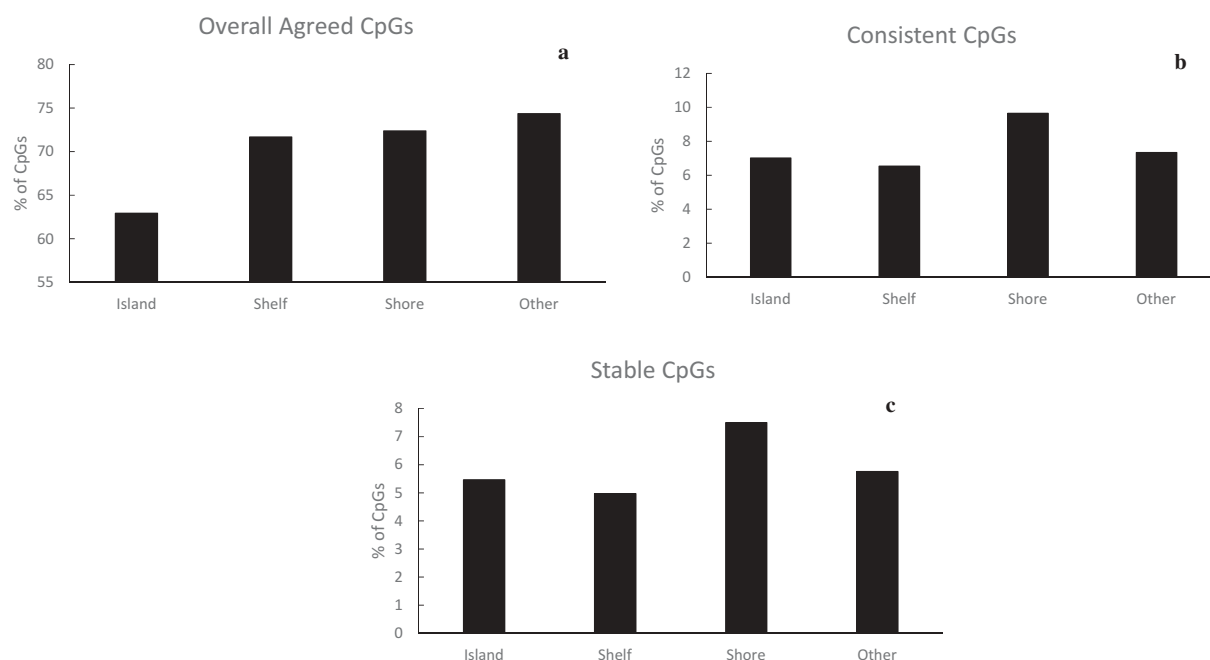 Overall Agreed CpGs
a
80
75
70
65
60
55
% of CpGs
Island Shelf Shore Other
Consistent CpGs
b
12
10
8
6
4
2
0
% of CpGs
Island Shelf Shore Other
Stable CpGs
c
8
7
6
5
4
3
2
1
0
% of CpGs
Island Shelf Shore Other